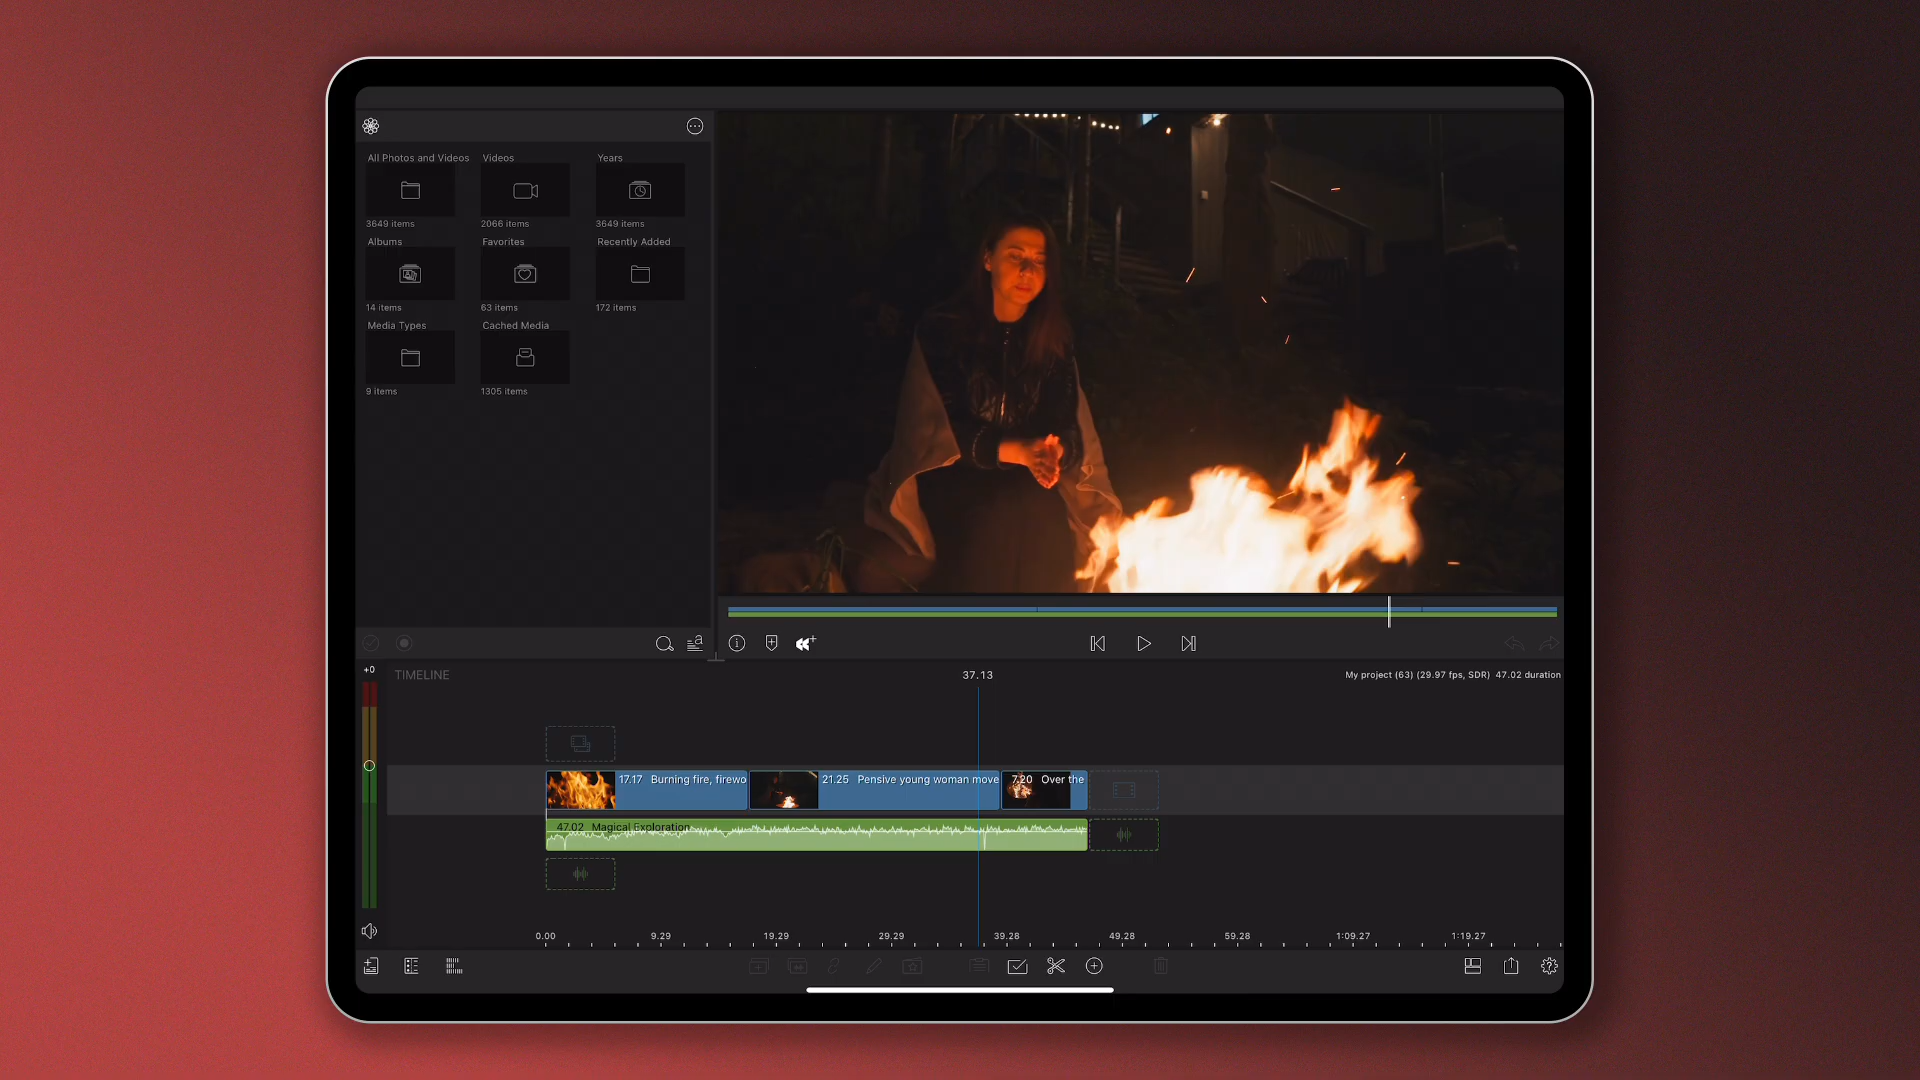 All Photos and Videos
Videos
Years
3649 items
2066 items
3649 items
Albums
Favorites
Recently Added
14 items
63 items
172 items
Media Types
Cached Media
9 items
1305 items
+0
TIMELINE
37.13
My project (63) (29.97 fps, SDR) 47.02 duration
17.17 Burning fire, firewo
21.25 Pensive young woman move
7.20 Over the
47.02 Magical Exploration
0.00
9.29
19.29
29.29
39.28
49.28
59.28
1:09.27
1:19.27